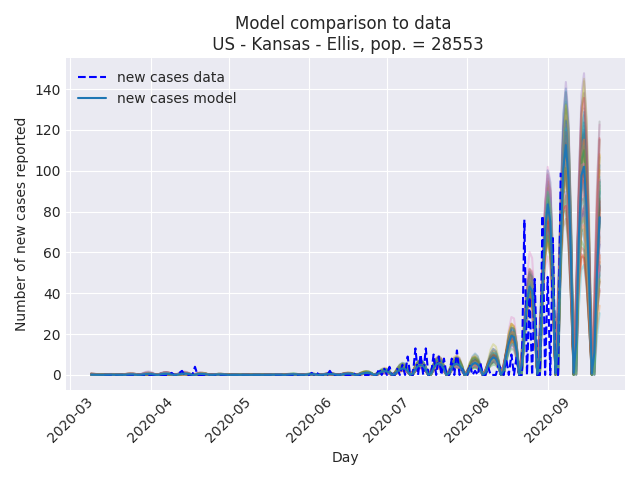 Model comparison to data
US - Kansas - Ellis, pop. = 28553
new cases data
new cases model
Number of new cases reported
140
120
100
80
60
40
20
0
2020-03
2020-04
2020-05
2020-06
2020-07
2020-08
2020-09
Day